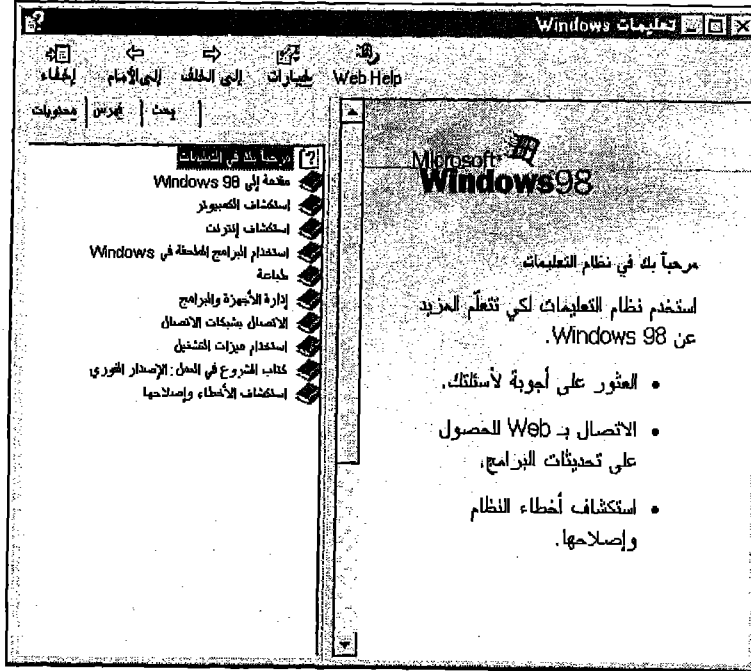 تعليمات Windows
إخفاء إلى الأمام إلى الخلف خيارات Web Help
محتويات فهرس بحث
مرحباً بك في التعليمات
مقدمة إلى Windows 98
استكشاف الكمبيوتر
استكشاف إنترنت
استخدام البرامج الملحقة في Windows
طباعة
إدارة الأجهزة والبرامج
الاتصال بشبكات الاتصال
استخدام ميزات التشغيل
كتاب الشروع في العمل: الإصدار الفوري
استكشاف الأخطاء وإصلاحها
Microsoft
Windows98
مرحباً بك في نظام التعليمات
استخدم نظام التعليمات لكي تتعلّم المزيد
عن Windows 98.
• العثور على أجوبة لأسئلتك.
• الاتصال بـ Web للحصول
على تحديثات البرامج.
• استكشاف أخطاء النظام
وإصلاحها.